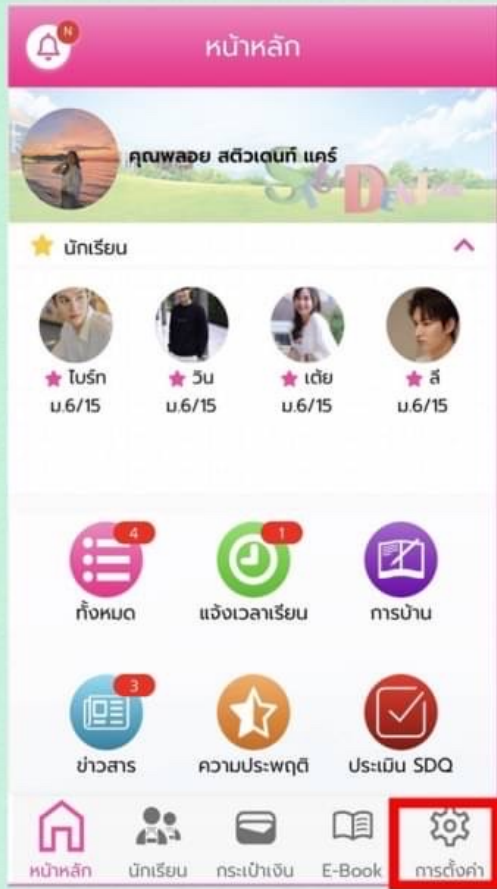 N
หน้าหลัก
คุณพลอย สติวเดนท์ แคร์
นักเรียน
ไบร์ท วิน เต้ย ลี
ม.6/15 ม.6/15 ม.6/15 ม.6/15
4 1
ทั้งหมด แจ้งเวลาเรียน การบ้าน
3
ข่าวสาร ความประพฤติ ประเมิน SDQ
หน้าหลัก นักเรียน กระเป๋าเงิน E-Book การตั้งค่า